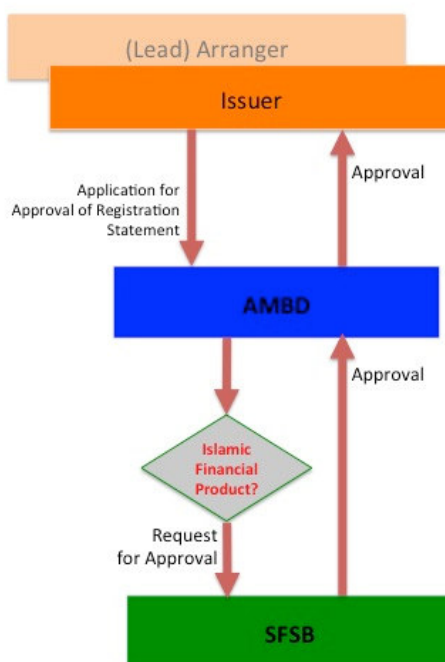 (Lead) Arranger
Issuer
Application for
Approval of Registration
Statement
Approval
AMBD
Approval
Islamic
Financial
Product?
Request
for Approval
SFSB